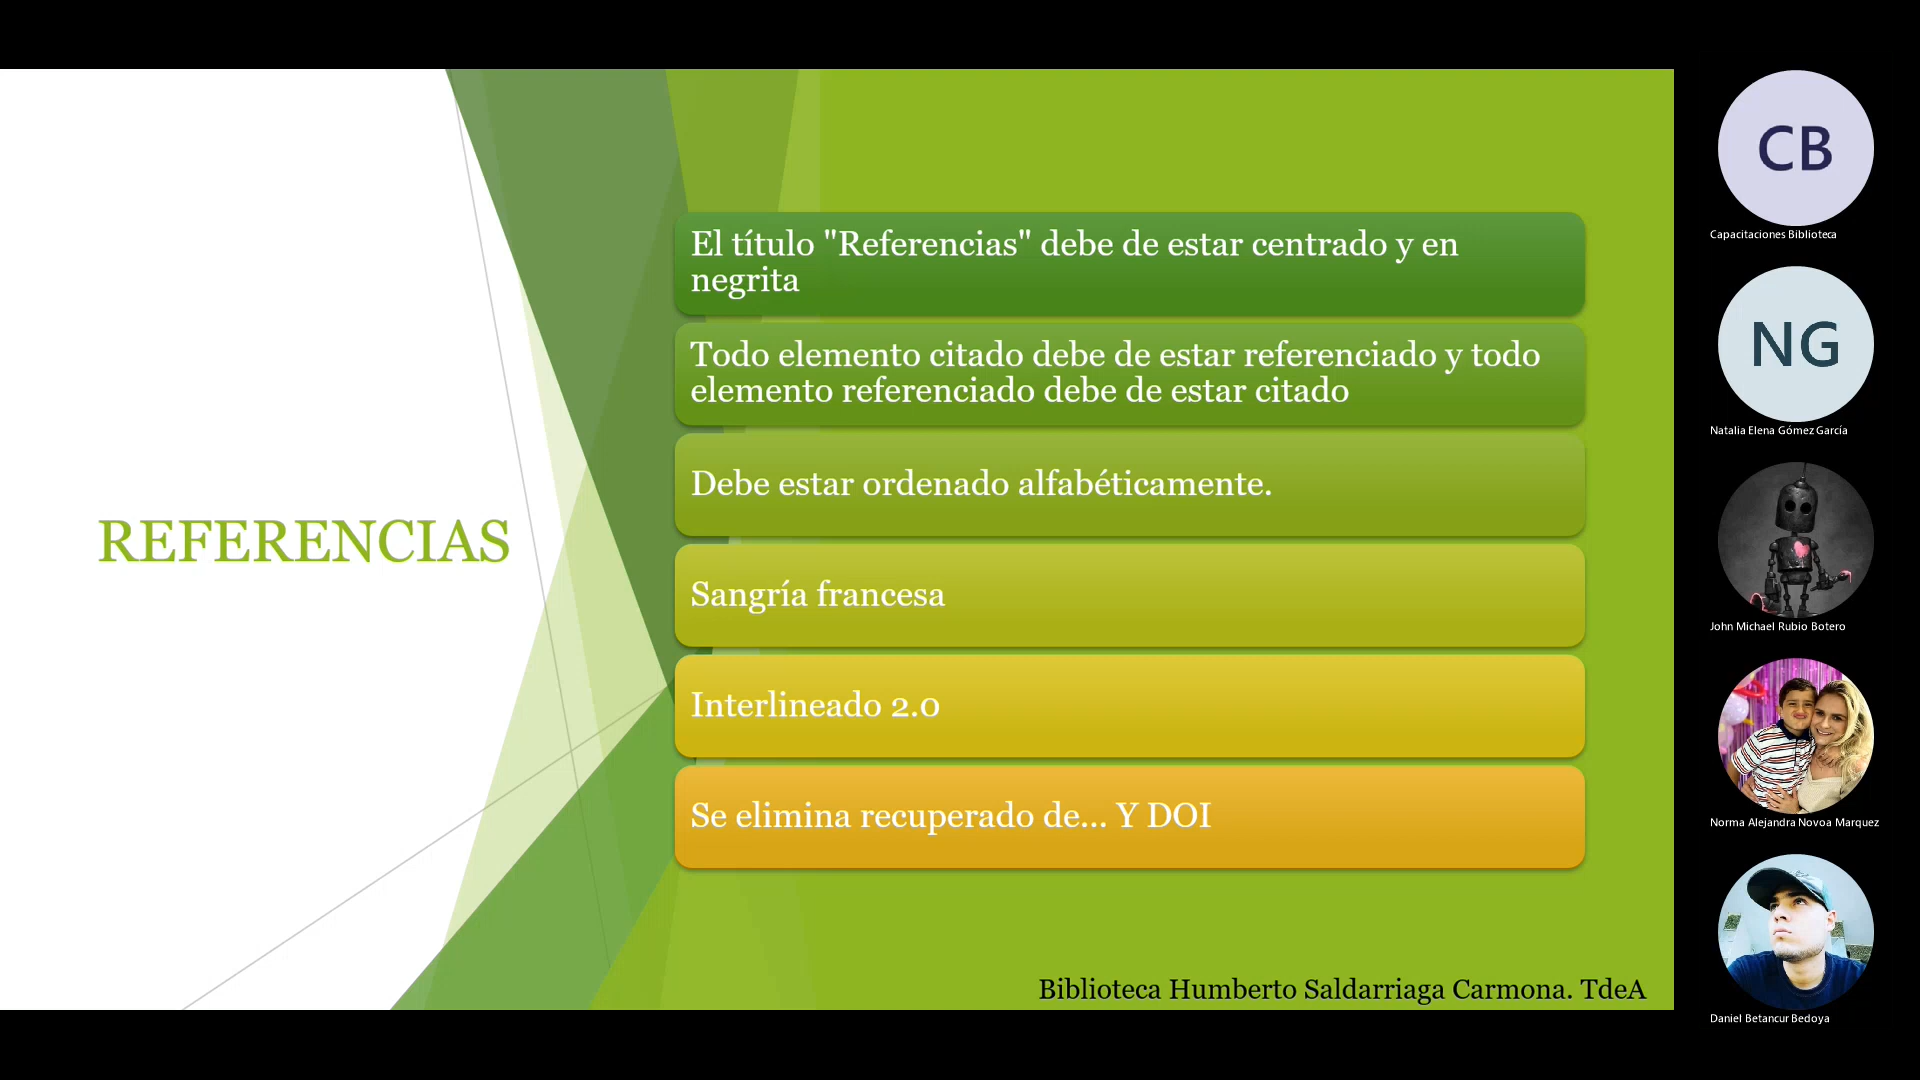 REFERENCIAS
El título "Referencias" debe de estar centrado y en
negrita
Todo elemento citado debe de estar referenciado y todo
elemento referenciado debe de estar citado
Debe estar ordenado alfabéticamente.
Sangría francesa
Interlineado 2.0
Se elimina recuperado de... Y DOI
Biblioteca Humberto Saldarriaga Carmona. TdeA
CB
Capacitaciones Biblioteca
NG
Natalia Elena Gómez García
John Michael Rubio Botero
Norma Alejandra Novoa Marquez
Daniel Betancur Bedoya